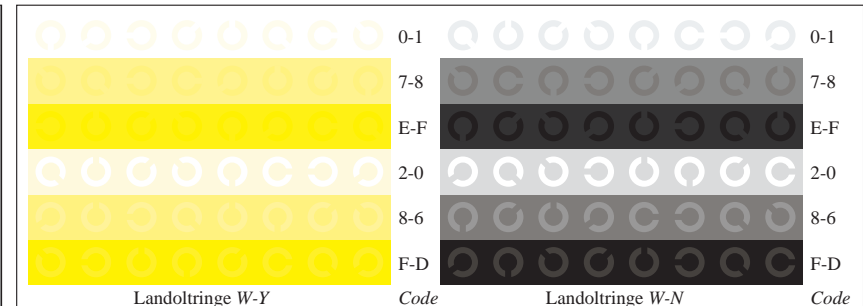 0-1 0-1
7-8 7-8
E-F E-F
2-0 2-0
8-6 8-6
F-D F-D
Landoltringe W-Y Code Landoltringe W-N Code